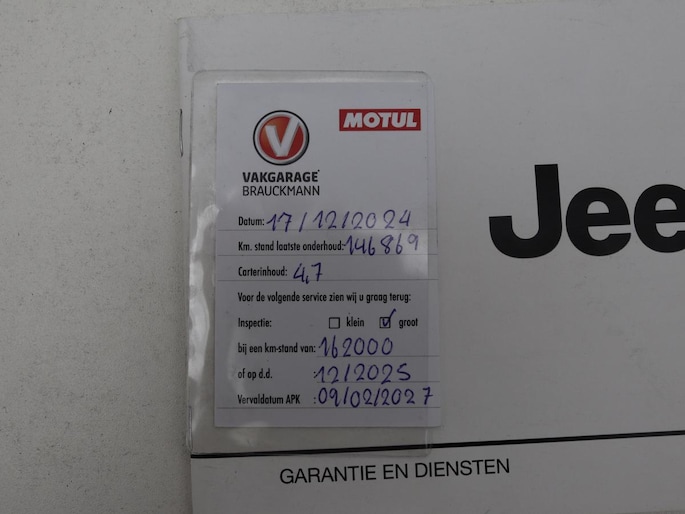 MOTUL
VAKGARAGE
BRAUCKMANN
Datum: 17/12/2024
Km. stand laatste onderhoud: 146869
Carterinhoud: 4,7
Voor de volgende service zien wij u graag terug:
Inspectie: klein groot
bij een km-stand van: 162000
of op d.d. : 12/2025
Vervaldatum APK : 09/02/2027
Jee
GARANTIE EN DIENSTEN